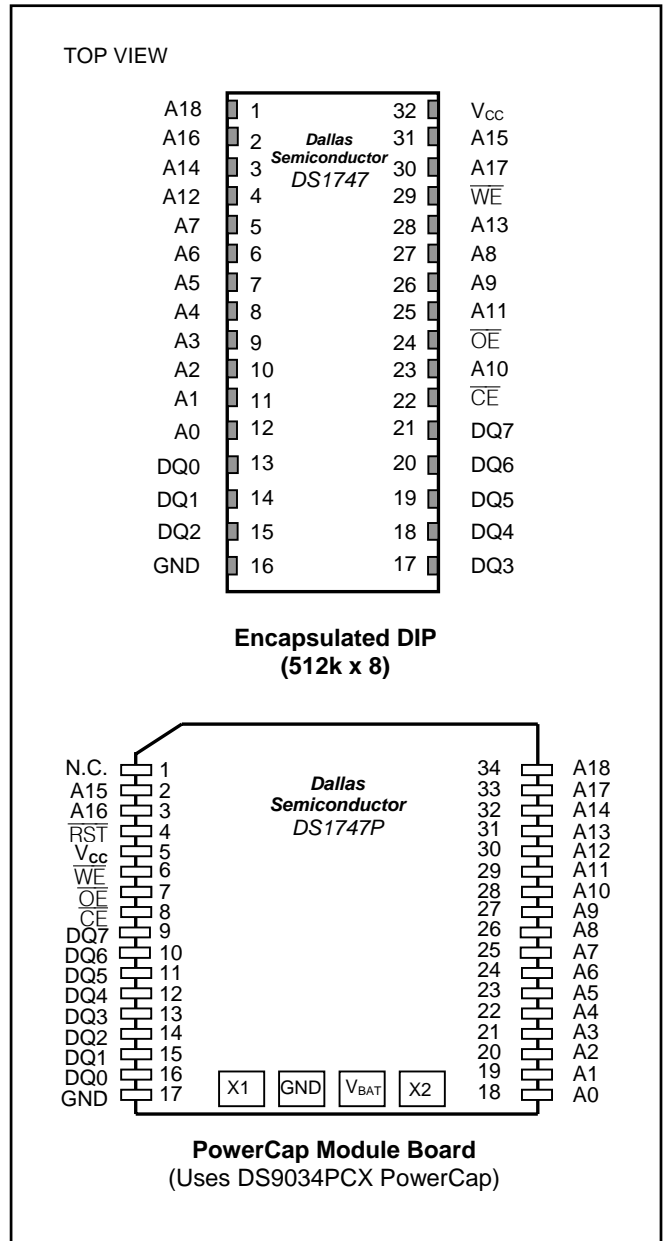 TOP VIEW
A18 1 32 VCC
A16 2 Dallas 31 A15
A14 3 Semiconductor 30 A17
A12 4 DS1747 29 W̅E̅
A7 5 28 A13
A6 6 27 A8
A5 7 26 A9
A4 8 25 A11
A3 9 24 O̅E̅
A2 10 23 A10
A1 11 22 C̅E̅
A0 12 21 DQ7
DQ0 13 20 DQ6
DQ1 14 19 DQ5
DQ2 15 18 DQ4
GND 16 17 DQ3
Encapsulated DIP
(512k x 8)
N.C. 1 34 A18
A15 2 Dallas 33 A17
A16 3 Semiconductor 32 A14
R̅S̅T̅ 4 DS1747P 31 A13
Vcc 5 30 A12
W̅E̅ 6 29 A11
O̅E̅ 7 28 A10
C̅E̅ 8 27 A9
DQ7 9 26 A8
DQ6 10 25 A7
DQ5 11 24 A6
DQ4 12 23 A5
DQ3 13 22 A4
DQ2 14 21 A3
DQ1 15 20 A2
DQ0 16 19 A1
GND 17 X1 GND VBAT X2 18 A0
PowerCap Module Board
(Uses DS9034PCX PowerCap)